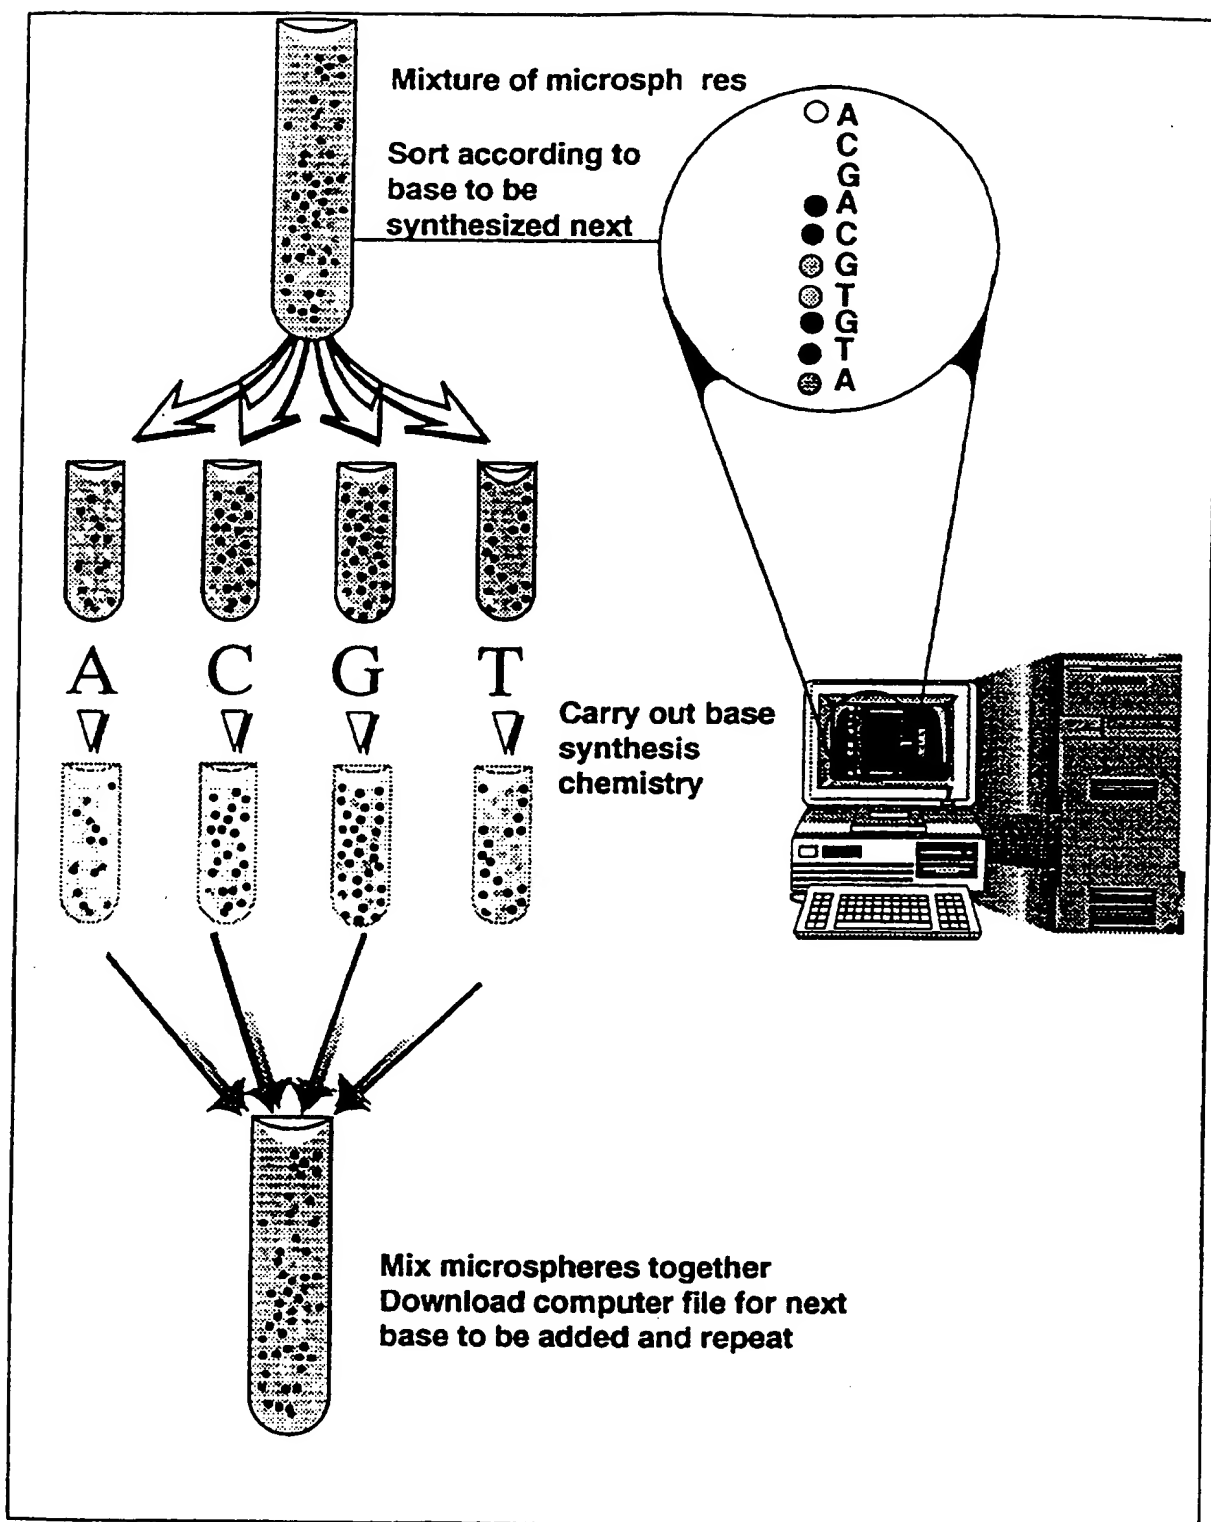 Mixture of microsph res
Sort according to
base to be
synthesized next
A
C
G
A
C
G
T
G
T
A
A C G T
Carry out base
synthesis
chemistry
Mix microspheres together
Download computer file for next
base to be added and repeat